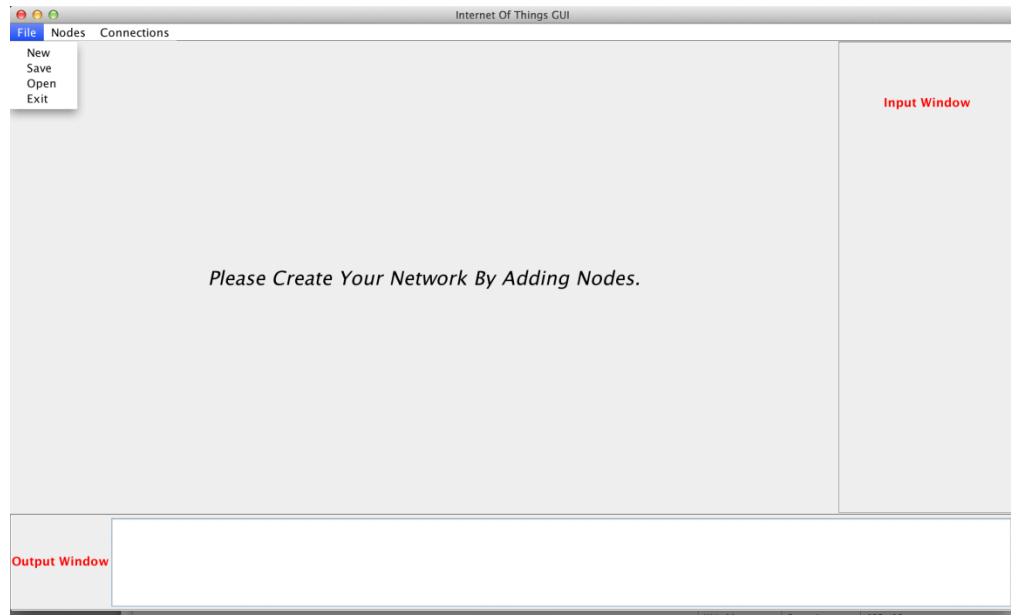 Internet Of Things GUI
File Nodes Connections
New
Save
Open
Exit
Input Window
Please Create Your Network By Adding Nodes.
Output Window